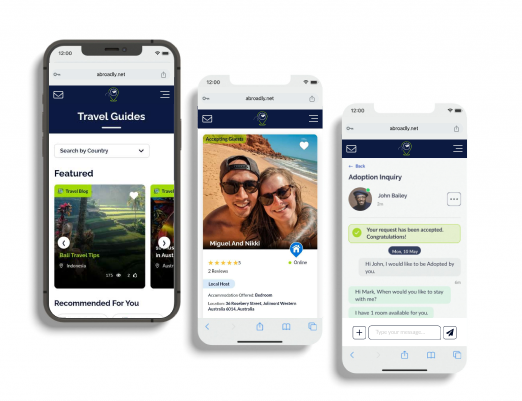 12:00
abroadly.net
Travel Guides
Search by Country
Featured
Travel Blog
Travel
Bali Travel Tips
in Aust
Indonesia
Austr
175
2
Recommended For You
12:00
abroadly.net
Accepting Guests
Miguel And Nikki
5
Online
2 Reviews
Local Host
Accommodation Offered: Bedroom
Location: 36 Rosebery Street, Jolimont Western
Australia 6014, Australia
12:00
abroadly.net
← Back
Adoption Inquiry
John Bailey
2m
Your request has been accepted.
Congratulations!
Mon, 10 May
Hi John, I would like to be Adopted by
you.
8m
Hi Mark, When would you like to stay
with me?
I have 1 room available for you.
Type your message...